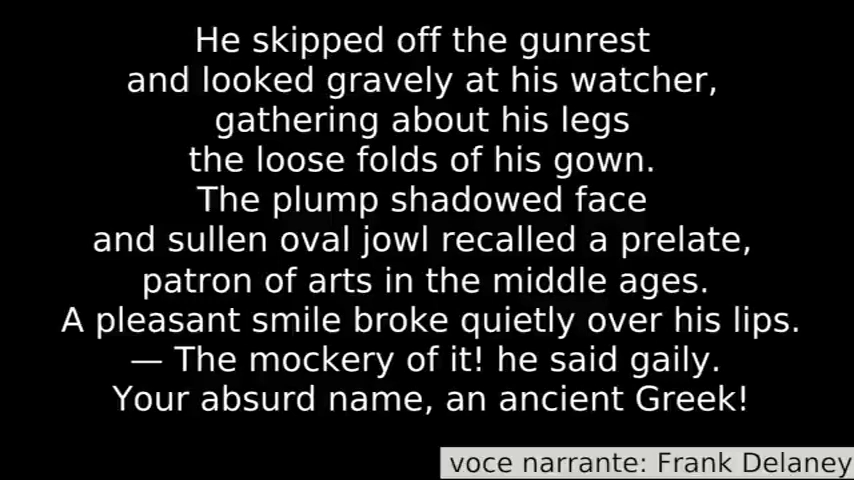 He skipped off the gunrest
and looked gravely at his watcher,
gathering about his legs
the loose folds of his gown.
The plump shadowed face
and sullen oval jowl recalled a prelate,
patron of arts in the middle ages.
A pleasant smile broke quietly over his lips.
— The mockery of it! he said gaily.
Your absurd name, an ancient Greek!
voce narrante: Frank Delaney